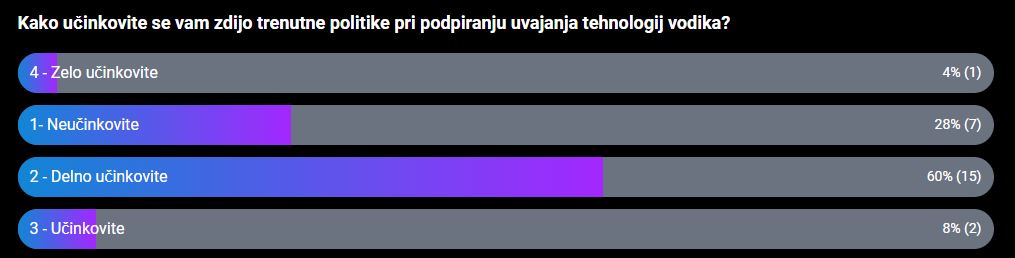 Kako učinkovite se vam zdijo trenutne politike pri podpiranju uvajanja tehnologij vodika?
4 - Zelo učinkovite 4% (1)
1- Neučinkovite 28% (7)
2 - Delno učinkovite 60% (15)
3 - Učinkovite 8% (2)